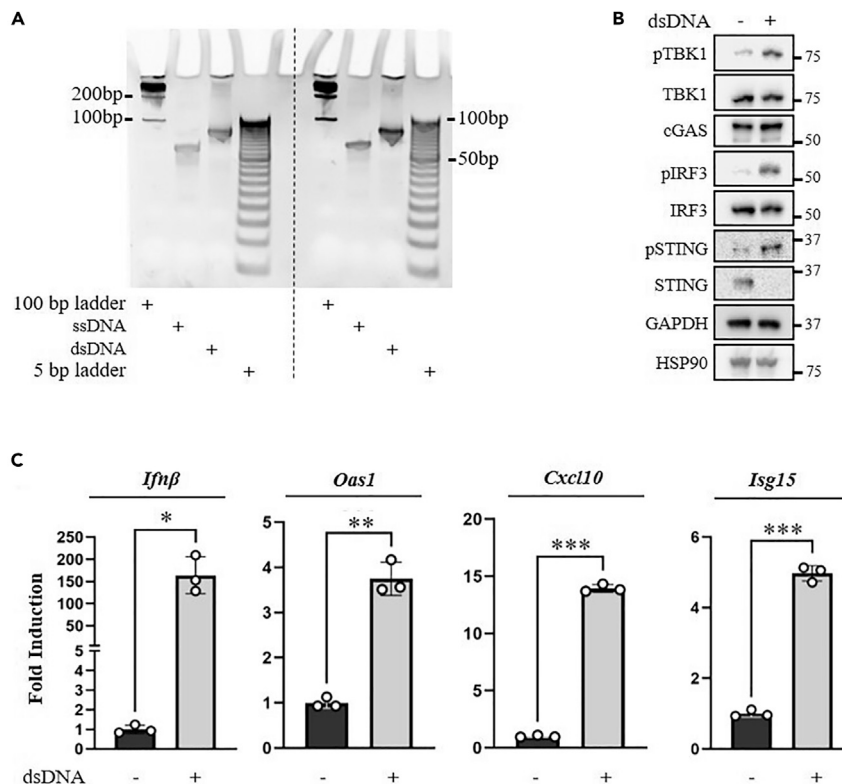 A
200bp
100bp
100bp
50bp
100 bp ladder +
+
ssDNA +
+
dsDNA +
+
5 bp ladder +
+
B
dsDNA - +
pTBK1 75
TBK1 75
cGAS 50
pIRF3 50
IRF3 50
pSTING 37
STING 37
GAPDH 37
HSP90 75
C
Fold Induction
Ifnβ
*
250
200
150
100
50
5
4
3
2
1
0
dsDNA - +
Oas1
**
5
4
3
2
1
0
- +
Cxcl10
***
20
15
10
5
0
- +
Isg15
***
6
4
2
0
- +